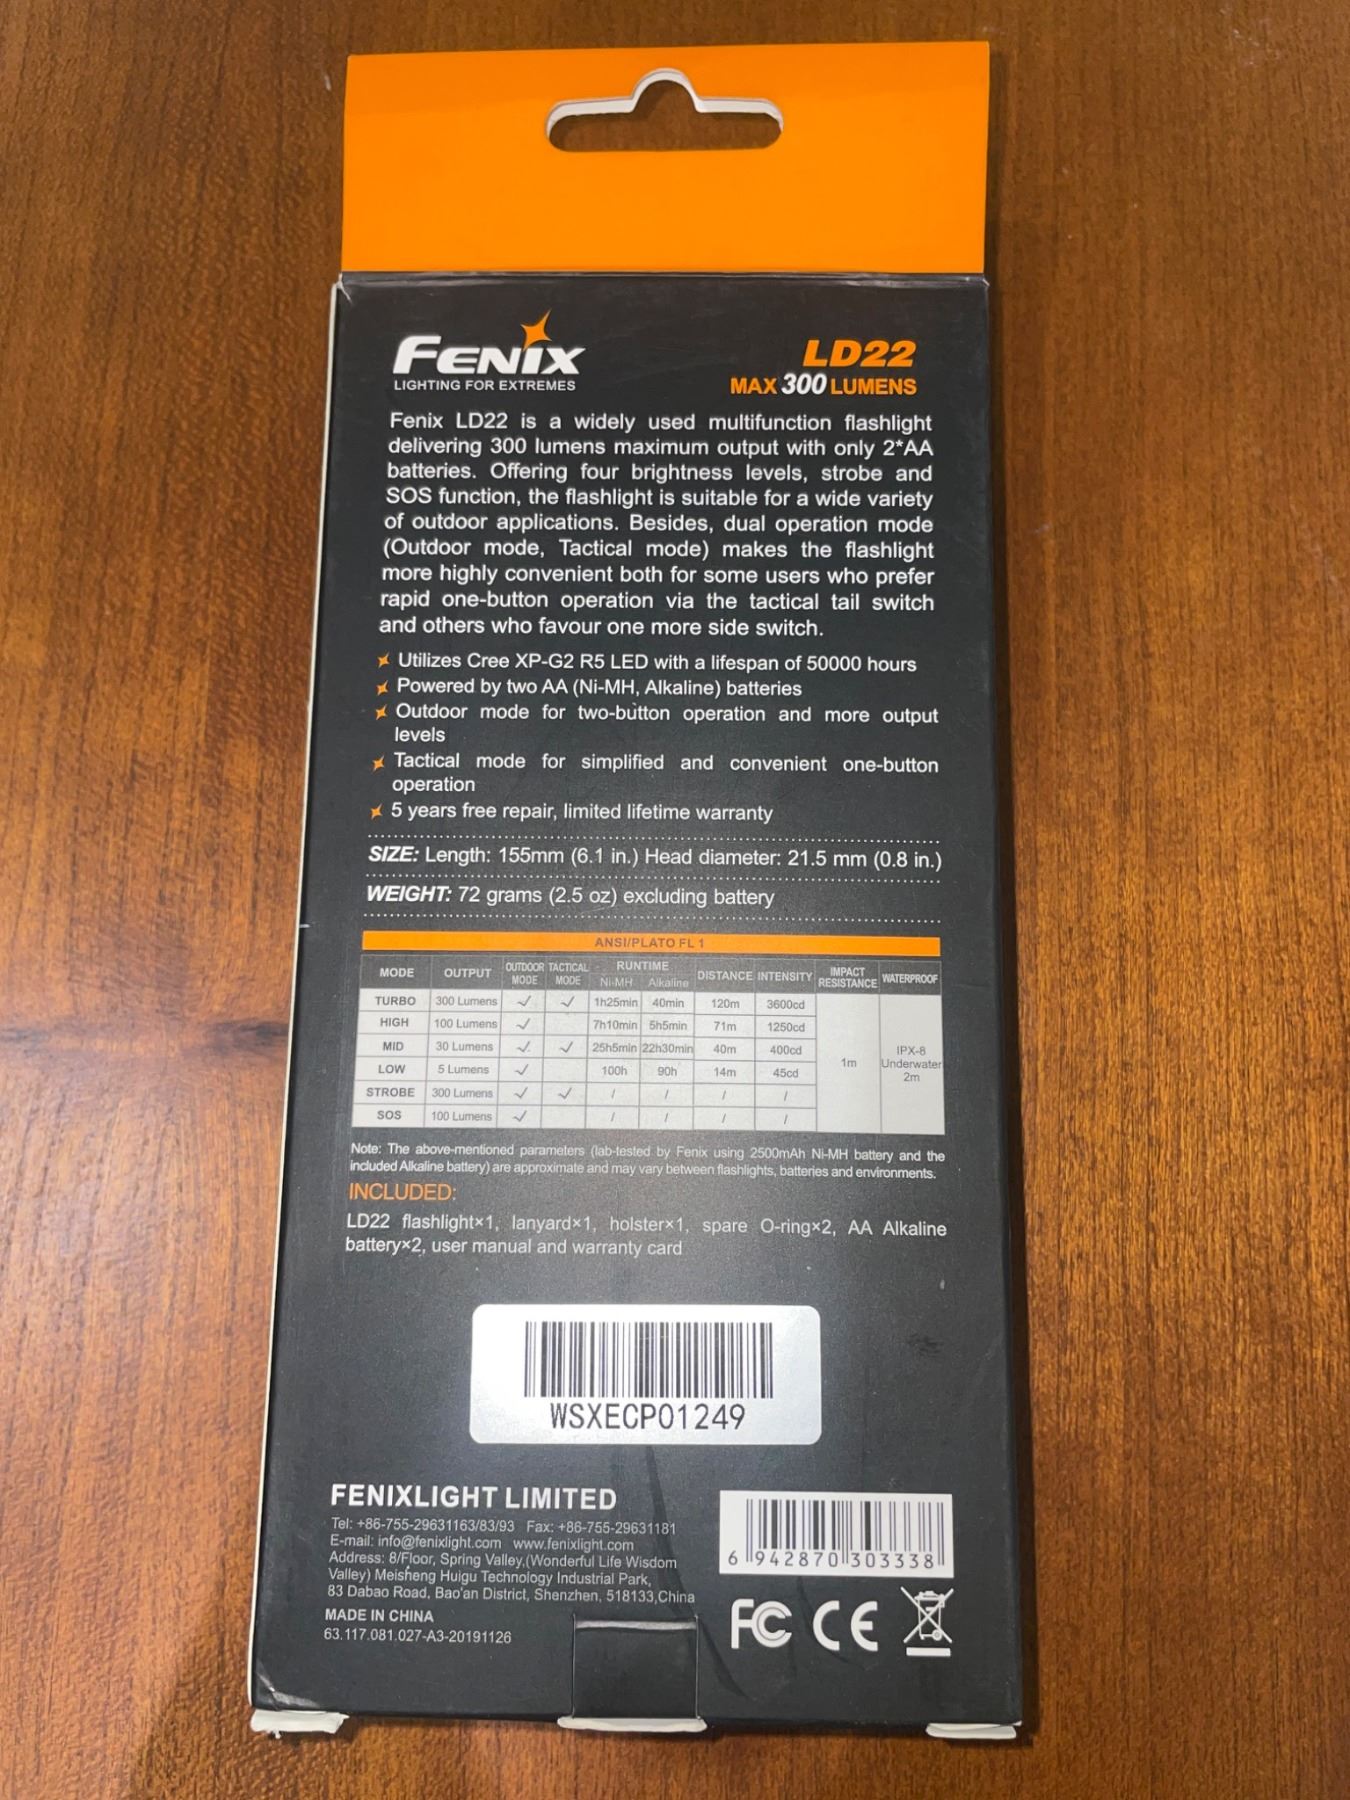 FENIX
LIGHTING FOR EXTREMES
LD22
MAX 300 LUMENS
Fenix LD22 is a widely used multifunction flashlight
delivering 300 lumens maximum output with only 2*AA
batteries. Offering four brightness levels, strobe and
SOS function, the flashlight is suitable for a wide variety
of outdoor applications. Besides, dual operation mode
(Outdoor mode, Tactical mode) makes the flashlight
more highly convenient both for some users who prefer
rapid one-button operation via the tactical tail switch
and others who favour one more side switch.
Utilizes Cree XP-G2 R5 LED with a lifespan of 50000 hours
Powered by two AA (Ni-MH, Alkaline) batteries
Outdoor mode for two-button operation and more output
levels
Tactical mode for simplified and convenient one-button
operation
5 years free repair, limited lifetime warranty
SIZE: Length: 155mm (6.1 in.) Head diameter: 21.5 mm (0.8 in.)
WEIGHT: 72 grams (2.5 oz) excluding battery
ANSI/PLATO FL 1
MODE OUTPUT OUTDOOR MODE TACTICAL MODE RUNTIME Ni-MH Alkaline DISTANCE INTENSITY IMPACT RESISTANCE WATERPROOF
TURBO 300 Lumens ✓ ✓ 1h25min 40min 120m 3600cd
HIGH 100 Lumens ✓ 7h10min 5h5min 71m 1250cd
MID 30 Lumens ✓ ✓ 25h5min 22h30min 40m 400cd
LOW 5 Lumens ✓ 100h 90h 14m 45cd
STROBE 300 Lumens ✓ ✓ / / / /
SOS 100 Lumens ✓ / / / /
1m
IPX-8
Underwater
2m
Note: The above-mentioned parameters (lab-tested by Fenix using 2500mAh Ni-MH battery and the
included Alkaline battery) are approximate and may vary between flashlights, batteries and environments.
INCLUDED:
LD22 flashlight×1, lanyard×1, holster×1, spare O-ring×2, AA Alkaline
battery×2, user manual and warranty card
WSXECP01249
FENIXLIGHT LIMITED
Tel: +86-755-29631163/83/93 Fax: +86-755-29631181
E-mail: info@fenixlight.com www.fenixlight.com
Address: 8/Floor, Spring Valley,(Wonderful Life Wisdom
Valley) Meisheng Huigu Technology Industrial Park,
83 Dabao Road, Bao'an District, Shenzhen, 518133,China
MADE IN CHINA
63.117.081.027-A3-20191126
6 942870 303338
FC CE